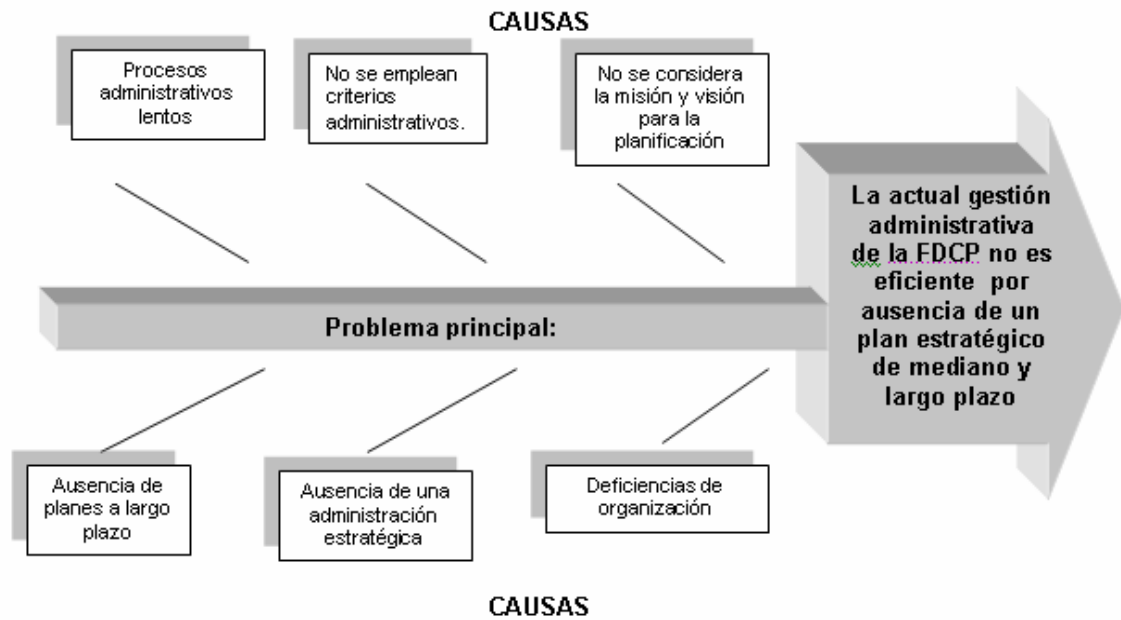 CAUSAS
Procesos
administrativos
lentos
No se emplean
criterios
administrativos.
No se considera
la misión y visión
para la
planificación
La actual gestión
administrativa
de la FDCP no es
eficiente por
ausencia de un
plan estratégico
de mediano y
largo plazo
Problema principal:
Ausencia de
planes a largo
plazo
Ausencia de una
administración
estratégica
Deficiencias de
organización
CAUSAS